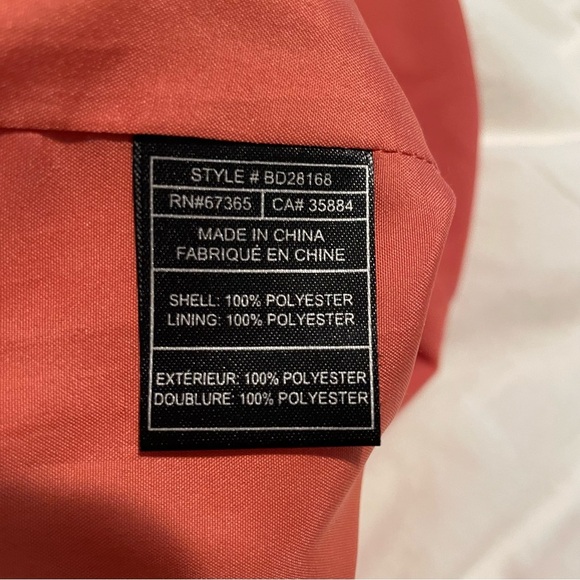 STYLE # BD28168
RN#67365 CA# 35884
MADE IN CHINA
FABRIQUÉ EN CHINE
SHELL: 100% POLYESTER
LINING: 100% POLYESTER
EXTÉRIEUR: 100% POLYESTER
DOUBLURE: 100% POLYESTER